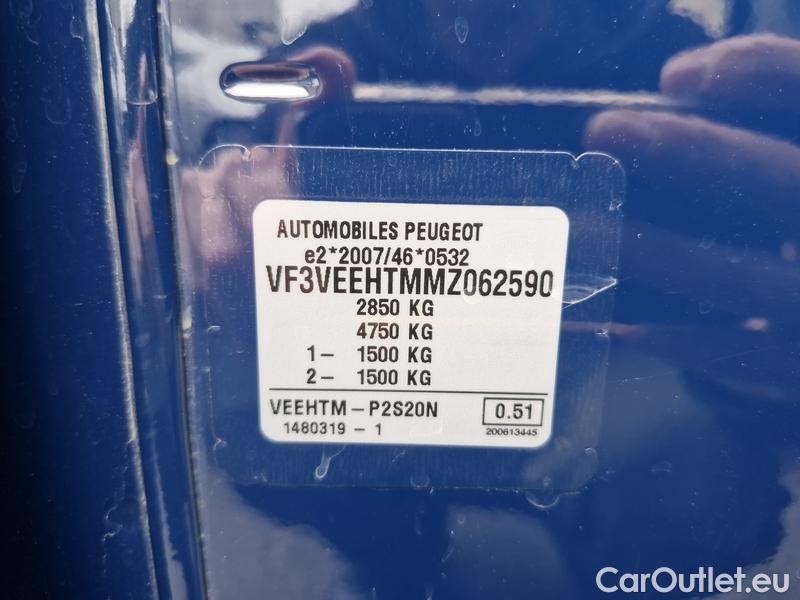 AUTOMOBILES PEUGEOT
e2*2007/46*0532
VF3VEEHTMMZ062590
2850 KG
4750 KG
1- 1500 KG
2- 1500 KG
VEEHTM-P2S20N 0.51
1480319 - 1 200613445
CarOutlet.eu